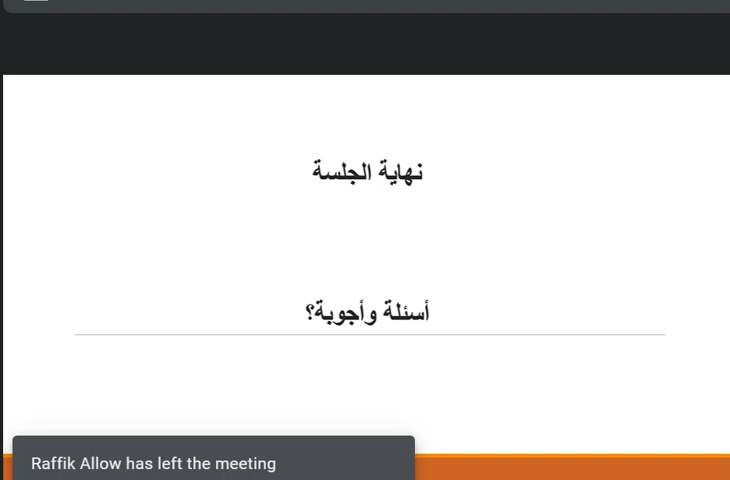 نهاية الجلسة
أسئلة وأجوبة؟
Raffik Allow has left the meeting